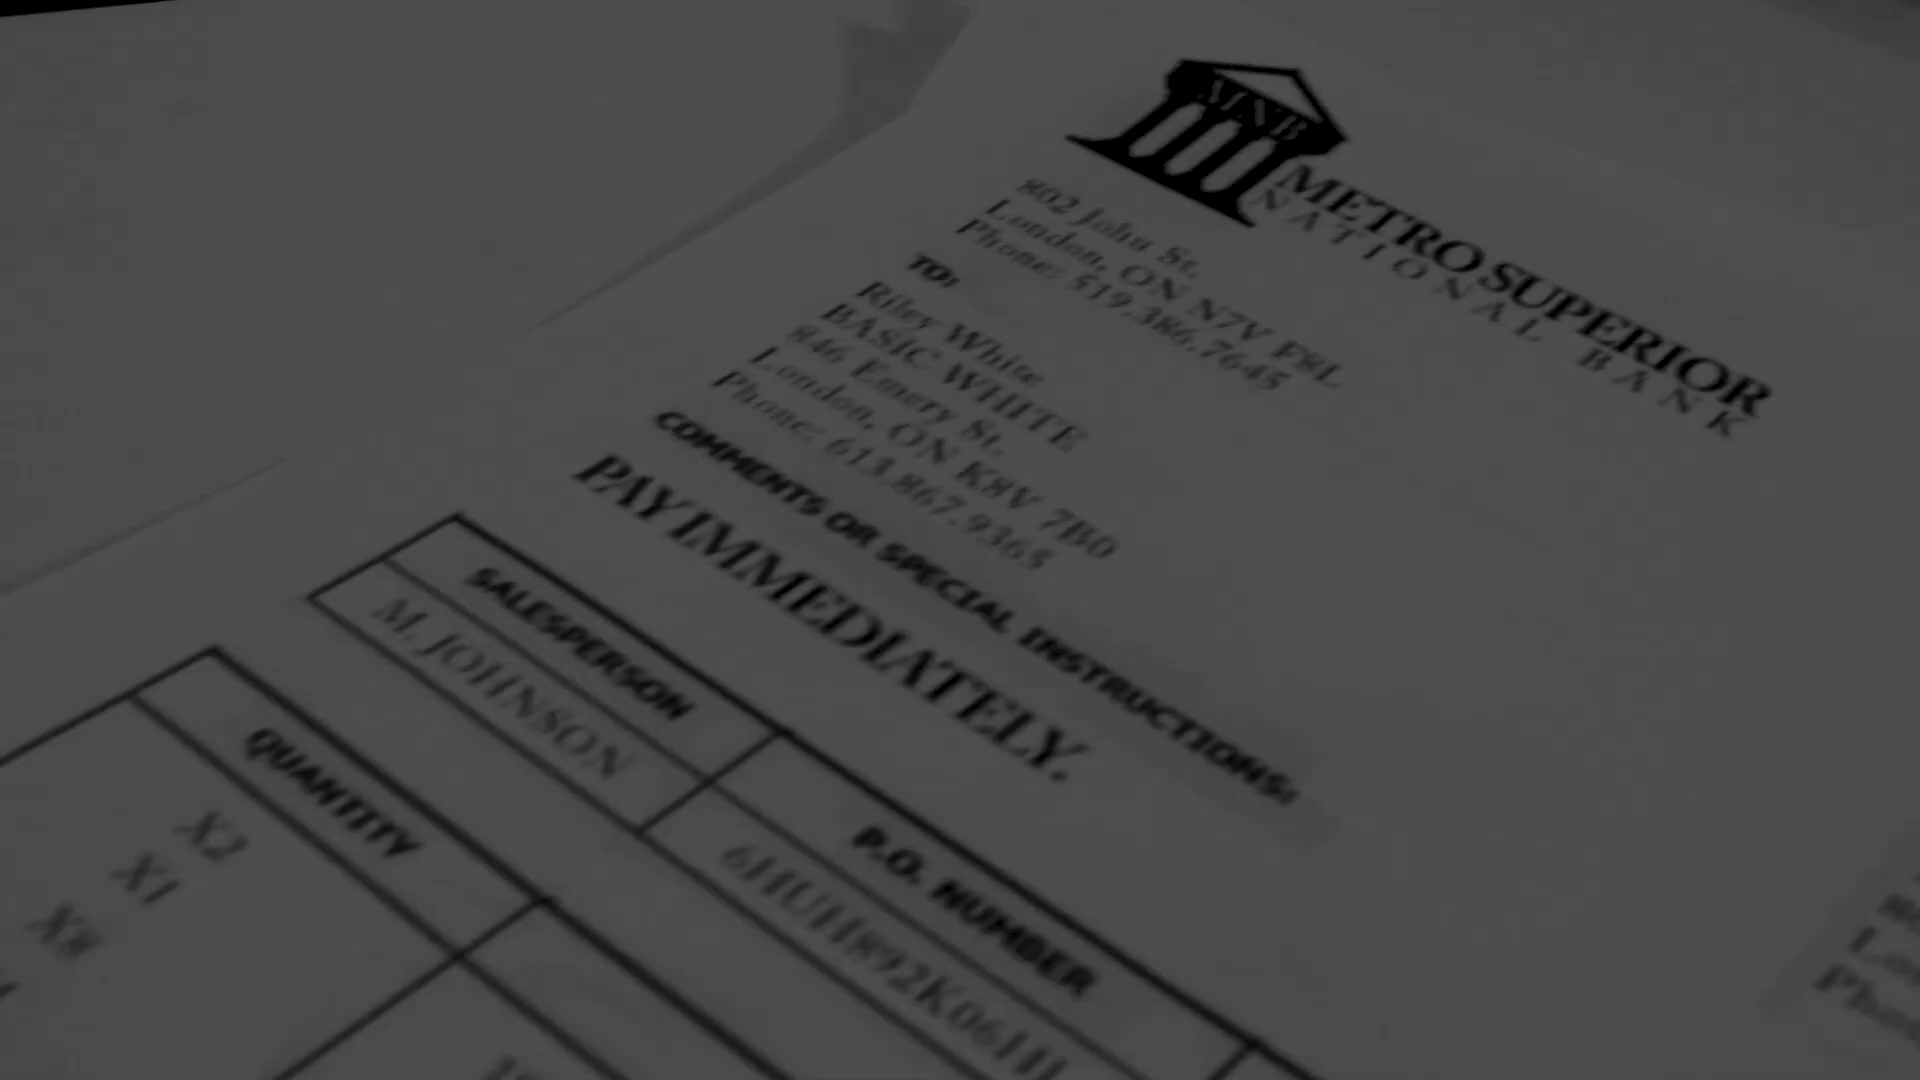 MNB
METRO SUPERIOR
NATIONAL BANK
802 John St.
London, ON N7V F8L
Phone: 519.386.7645
TO:
Riley White
BASIC WHITE
846 Emery St.
London, ON K8V 7B0
Phone: 613.867.9365
COMMENTS OR SPECIAL INSTRUCTIONS:
PAY IMMEDIATELY.
SALESPERSON
P.O. NUMBER
M. JOHNSON
QUANTITY
X2
X1
X8